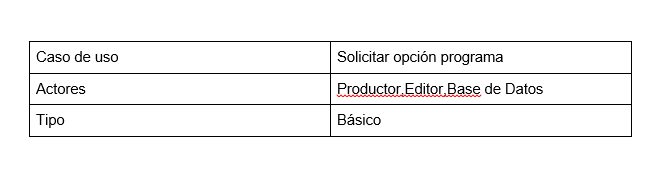 Caso de uso Solicitar opción programa
Actores Productor,Editor,Base de Datos
Tipo Básico